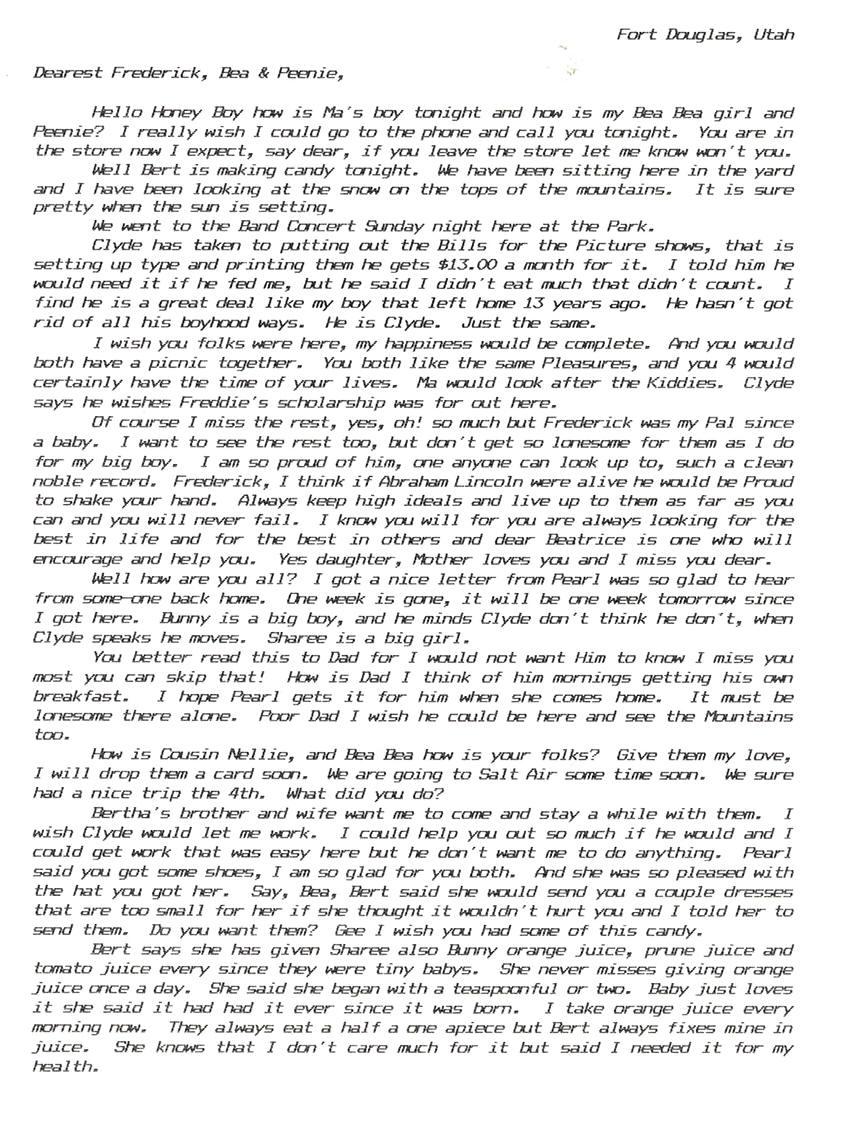 Fort Douglas, Utah
Dearest Frederick, Bea & Peenie,
Hello Honey Boy how is Ma's boy tonight and how is my Bea Bea girl and
Peenie? I really wish I could go to the phone and call you tonight. You are in
the store now I expect, say dear, if you leave the store let me know won't you.
Well Bert is making candy tonight. We have been sitting here in the yard
and I have been looking at the snow on the tops of the mountains. It is sure
pretty when the sun is setting.
We went to the Band Concert Sunday night here at the Park.
Clyde has taken to putting out the Bills for the Picture shows, that is
setting up type and printing them he gets $13.00 a month for it. I told him he
would need it if he fed me, but he said I didn't eat much that didn't count. I
find he is a great deal like my boy that left home 13 years ago. He hasn't got
rid of all his boyhood ways. He is Clyde. Just the same.
I wish you folks were here, my happiness would be complete. And you would
both have a picnic together. You both like the same Pleasures, and you 4 would
certainly have the time of your lives. Ma would look after the Kiddies. Clyde
says he wishes Freddie's scholarship was for out here.
Of course I miss the rest, yes, oh! so much but Frederick was my Pal since
a baby. I want to see the rest too, but don't get so lonesome for them as I do
for my big boy. I am so proud of him, one anyone can look up to, such a clean
noble record. Frederick, I think if Abraham Lincoln were alive he would be Proud
to shake your hand. Always keep high ideals and live up to them as far as you
can and you will never fail. I know you will for you are always looking for the
best in life and for the best in others and dear Beatrice is one who will
encourage and help you. Yes daughter, Mother loves you and I miss you dear.
Well how are you all? I got a nice letter from Pearl was so glad to hear
from some-one back home. One week is gone, it will be one week tomorrow since
I got here. Bunny is a big boy, and he minds Clyde don't think he don't, when
Clyde speaks he moves. Sharee is a big girl.
You better read this to Dad for I would not want Him to know I miss you
most you can skip that! How is Dad I think of him mornings getting his own
breakfast. I hope Pearl gets it for him when she comes home. It must be
lonesome there alone. Poor Dad I wish he could be here and see the Mountains
too.
How is Cousin Nellie, and Bea Bea how is your folks? Give them my love,
I will drop them a card soon. We are going to Salt Air some time soon. We sure
had a nice trip the 4th. What did you do?
Bertha's brother and wife want me to come and stay a while with them. I
wish Clyde would let me work. I could help you out so much if he would and I
could get work that was easy here but he don't want me to do anything. Pearl
said you got some shoes, I am so glad for you both. And she was so pleased with
the hat you got her. Say, Bea, Bert said she would send you a couple dresses
that are too small for her if she thought it wouldn't hurt you and I told her to
send them. Do you want them? Gee I wish you had some of this candy.
Bert says she has given Sharee also Bunny orange juice, prune juice and
tomato juice every since they were tiny babys. She never misses giving orange
juice once a day. She said she began with a teaspoonful or two. Baby just loves
it she said it had had it ever since it was born. I take orange juice every
morning now. They always eat a half a one apiece but Bert always fixes mine in
juice. She knows that I don't care much for it but said I needed it for my
health.